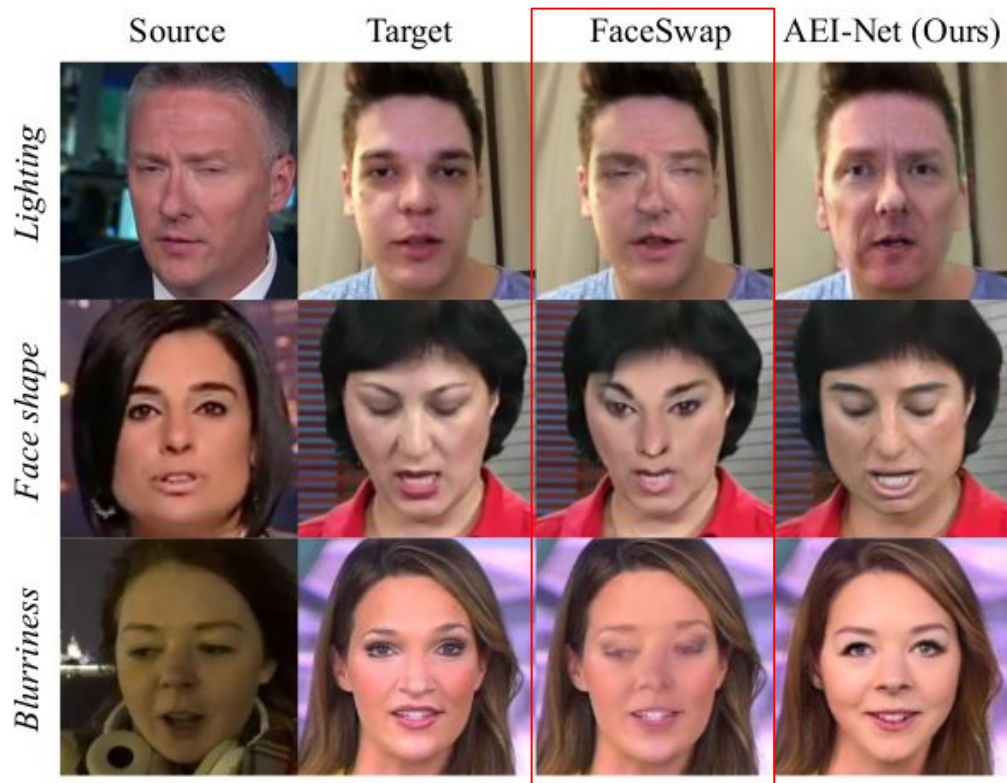 Source Target FaceSwap AEI-Net (Ours)
Lighting
Face shape
Blurriness